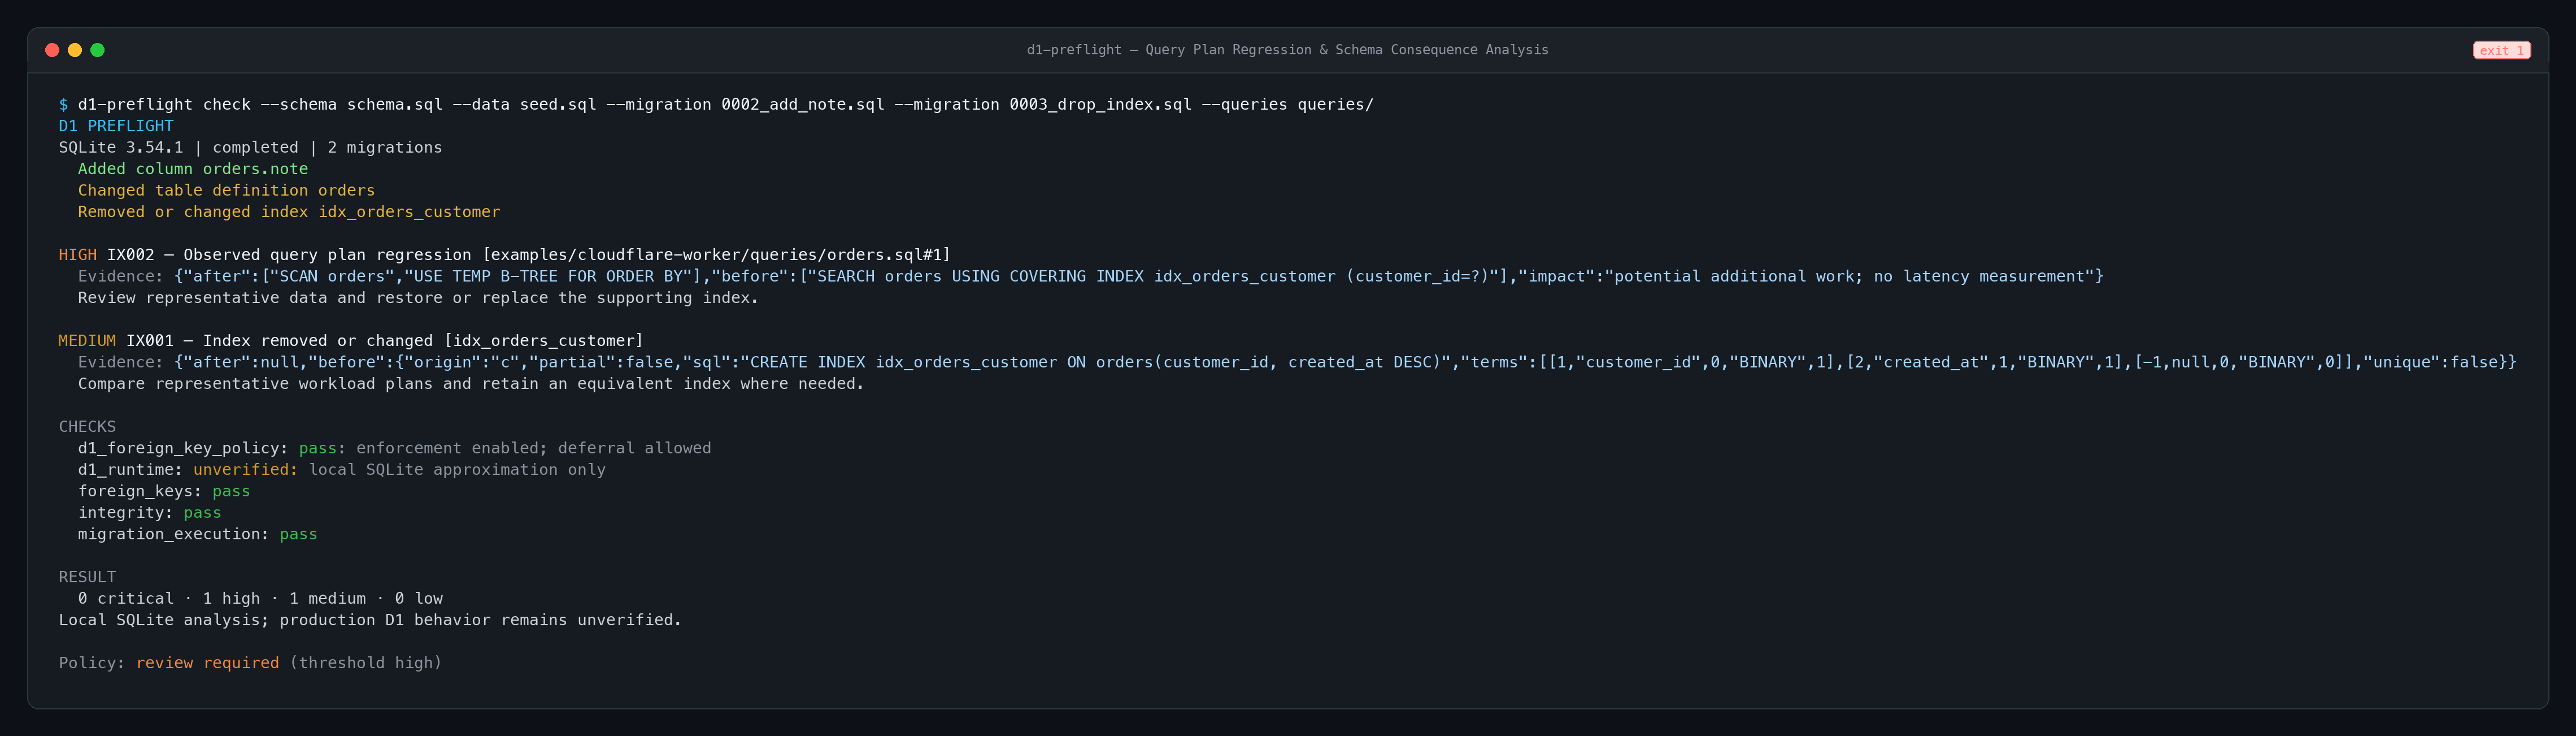 d1-preflight — Query Plan Regression & Schema Consequence Analysis
exit 1
$ d1-preflight check --schema schema.sql --data seed.sql --migration 0002_add_note.sql --migration 0003_drop_index.sql --queries queries/
D1 PREFLIGHT
SQLite 3.54.1 | completed | 2 migrations
Added column orders.note
Changed table definition orders
Removed or changed index idx_orders_customer
HIGH IX002 — Observed query plan regression [examples/cloudflare-worker/queries/orders.sql#1]
Evidence: {"after":["SCAN orders","USE TEMP B-TREE FOR ORDER BY"],"before":["SEARCH orders USING COVERING INDEX idx_orders_customer (customer_id=?)"],"impact":"potential additional work; no latency measurement"}
Review representative data and restore or replace the supporting index.
MEDIUM IX001 — Index removed or changed [idx_orders_customer]
Evidence: {"after":null,"before":{"origin":"c","partial":false,"sql":"CREATE INDEX idx_orders_customer ON orders(customer_id, created_at DESC)","terms":[[1,"customer_id",0,"BINARY",1],[2,"created_at",1,"BINARY",1],[-1,null,0,"BINARY",0]],"unique":false}}
Compare representative workload plans and retain an equivalent index where needed.
CHECKS
d1_foreign_key_policy: pass: enforcement enabled; deferral allowed
d1_runtime: unverified: local SQLite approximation only
foreign_keys: pass
integrity: pass
migration_execution: pass
RESULT
0 critical · 1 high · 1 medium · 0 low
Local SQLite analysis; production D1 behavior remains unverified.
Policy: review required (threshold high)